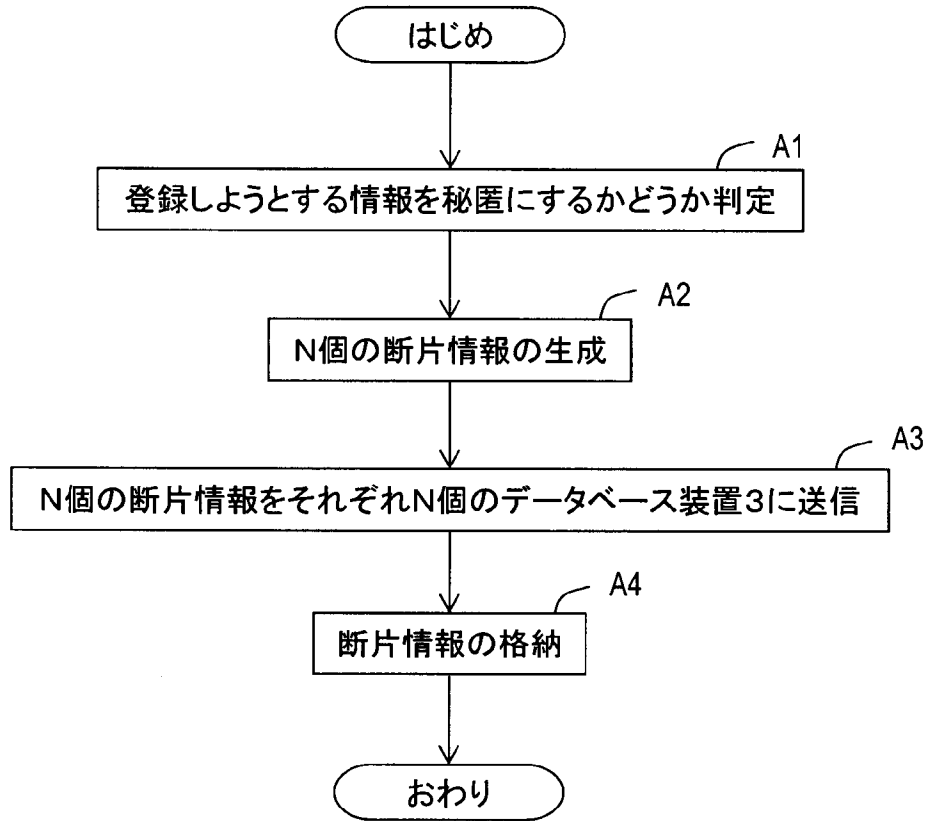 はじめ
A1
登録しようとする情報を秘匿にするかどうか判定
A2
N個の断片情報の生成
A3
N個の断片情報をそれぞれN個のデータベース装置3に送信
A4
断片情報の格納
おわり